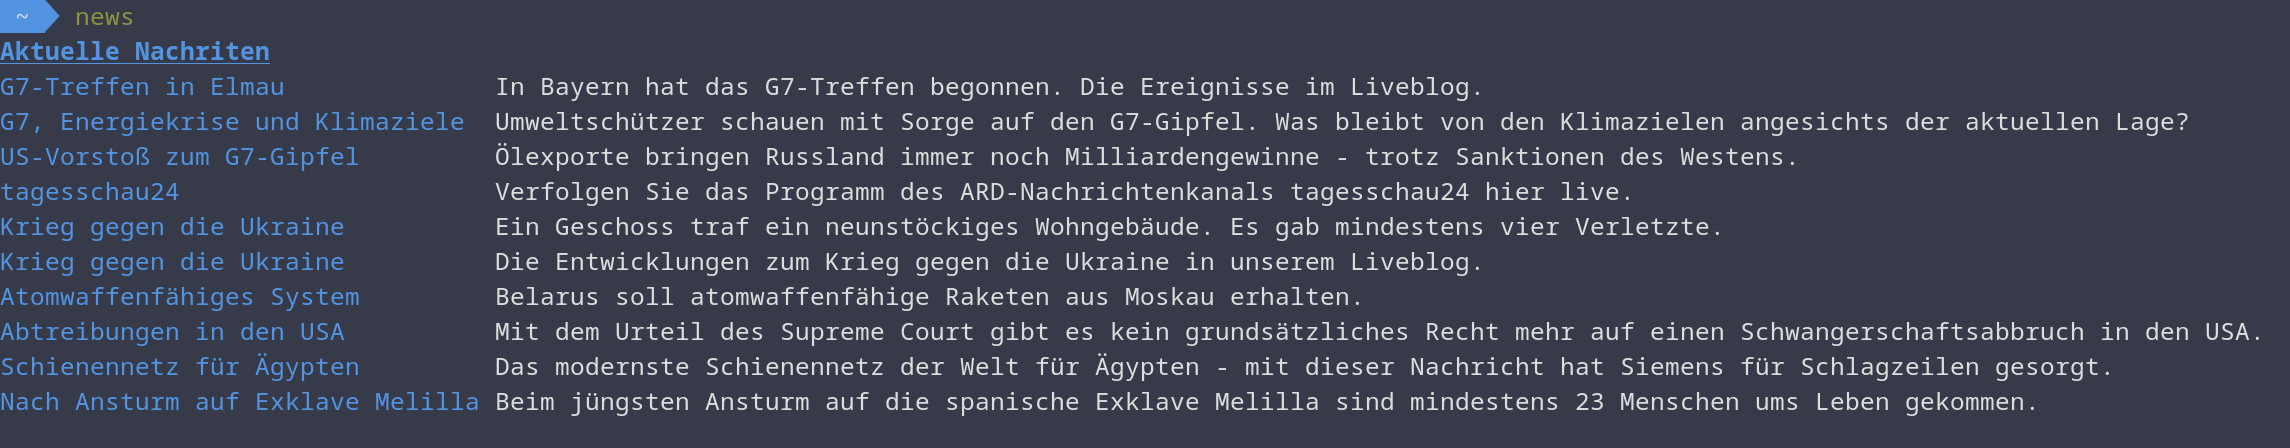 ~ news
Aktuelle Nachriten
G7-Treffen in Elmau In Bayern hat das G7-Treffen begonnen. Die Ereignisse im Liveblog.
G7, Energiekrise und Klimaziele Umweltschützer schauen mit Sorge auf den G7-Gipfel. Was bleibt von den Klimazielen angesichts der aktuellen Lage?
US-Vorstoß zum G7-Gipfel Ölexporte bringen Russland immer noch Milliardengewinne - trotz Sanktionen des Westens.
tagesschau24 Verfolgen Sie das Programm des ARD-Nachrichtenkanals tagesschau24 hier live.
Krieg gegen die Ukraine Ein Geschoss traf ein neunstöckiges Wohngebäude. Es gab mindestens vier Verletzte.
Krieg gegen die Ukraine Die Entwicklungen zum Krieg gegen die Ukraine in unserem Liveblog.
Atomwaffenfähiges System Belarus soll atomwaffenfähige Raketen aus Moskau erhalten.
Abtreibungen in den USA Mit dem Urteil des Supreme Court gibt es kein grundsätzliches Recht mehr auf einen Schwangerschaftsabbruch in den USA.
Schienennetz für Ägypten Das modernste Schienennetz der Welt für Ägypten - mit dieser Nachricht hat Siemens für Schlagzeilen gesorgt.
Nach Ansturm auf Exklave Melilla Beim jüngsten Ansturm auf die spanische Exklave Melilla sind mindestens 23 Menschen ums Leben gekommen.